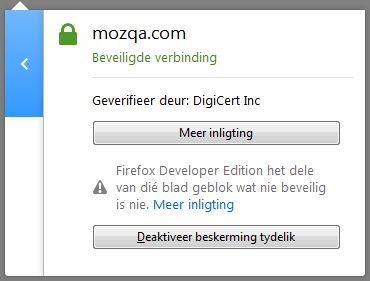 mozqa.com
Beveiligde verbinding
Geverifieer deur: DigiCert Inc
Meer inligting
Firefox Developer Edition het dele
van dié blad geblok wat nie beveilig
is nie. Meer inligting
Deaktiveer beskerming tydelik